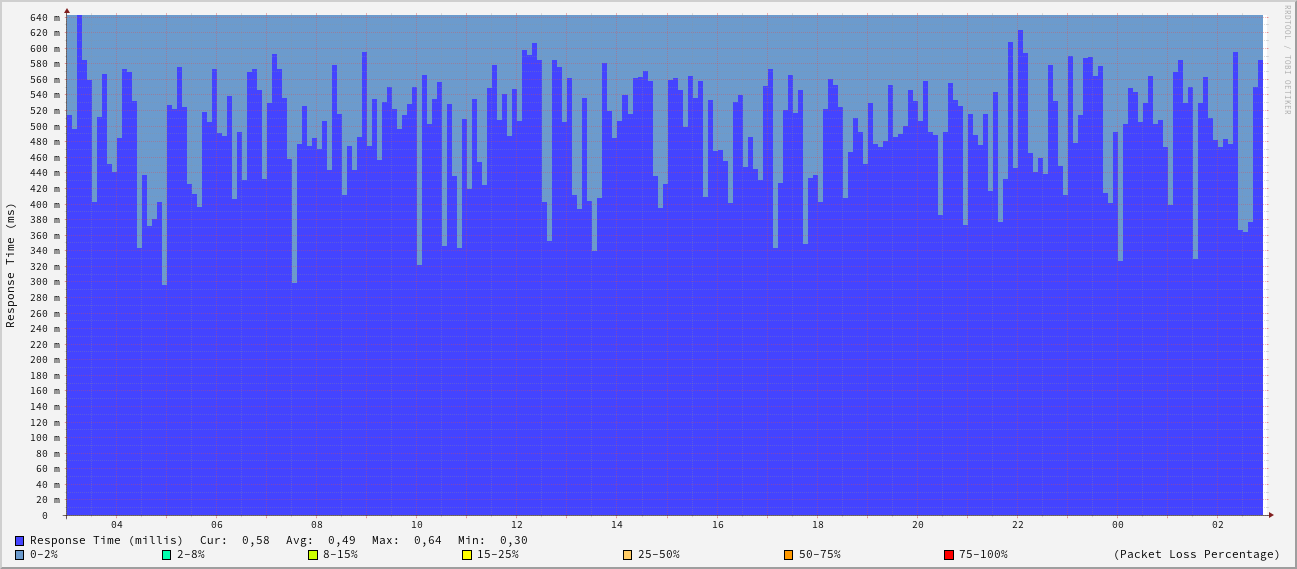 RRDTOOL / TOBI OETIKER
Response Time (ms)
640 m
620 m
600 m
580 m
560 m
540 m
520 m
500 m
480 m
460 m
440 m
420 m
400 m
380 m
360 m
340 m
320 m
300 m
280 m
260 m
240 m
220 m
200 m
180 m
160 m
140 m
120 m
100 m
80 m
60 m
40 m
20 m
0
04 06 08 10 12 14 16 18 20 22 00 02
Response Time (millis) Cur: 0,58 Avg: 0,49 Max: 0,64 Min: 0,30
0-2% 2-8% 8-15% 15-25% 25-50% 50-75% 75-100% (Packet Loss Percentage)